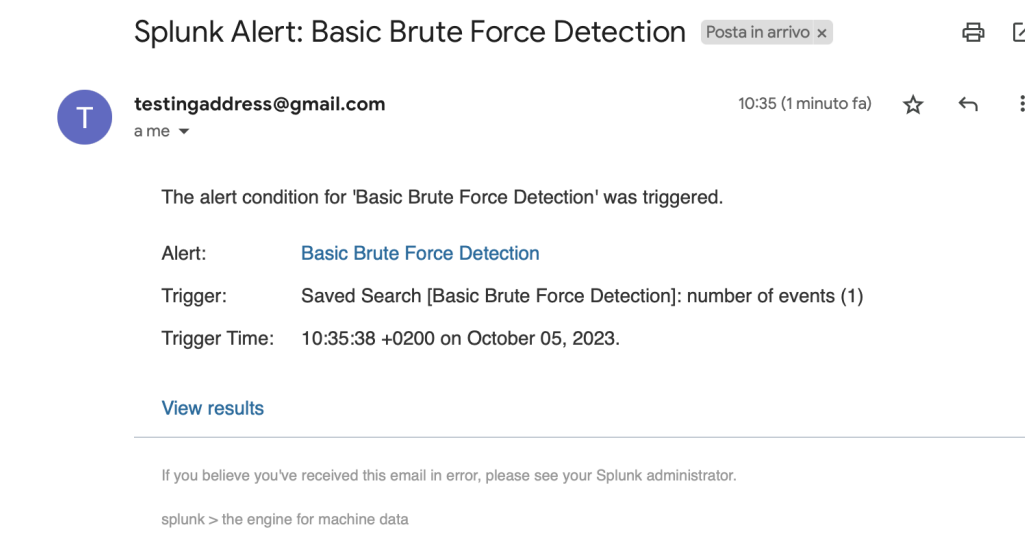 Splunk Alert: Basic Brute Force Detection Posta in arrivo x
T
testingaddress@gmail.com 10:35 (1 minuto fa)
a me
The alert condition for 'Basic Brute Force Detection' was triggered.
Alert: Basic Brute Force Detection
Trigger: Saved Search [Basic Brute Force Detection]: number of events (1)
Trigger Time: 10:35:38 +0200 on October 05, 2023.
View results
If you believe you've received this email in error, please see your Splunk administrator.
splunk > the engine for machine data